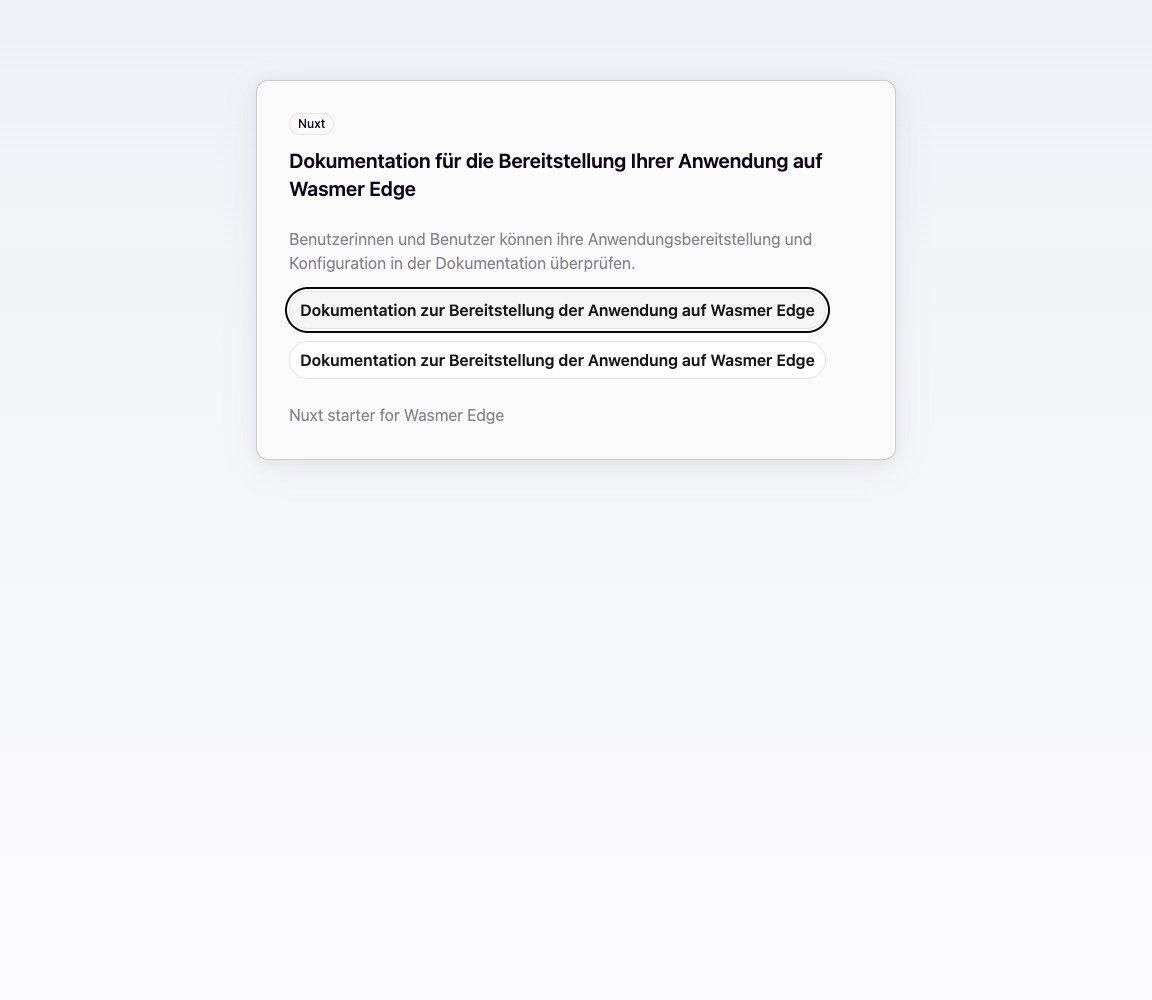 Nuxt
Dokumentation für die Bereitstellung Ihrer Anwendung auf
Wasmer Edge
Benutzerinnen und Benutzer können ihre Anwendungsbereitstellung und
Konfiguration in der Dokumentation überprüfen.
Dokumentation zur Bereitstellung der Anwendung auf Wasmer Edge
Dokumentation zur Bereitstellung der Anwendung auf Wasmer Edge
Nuxt starter for Wasmer Edge